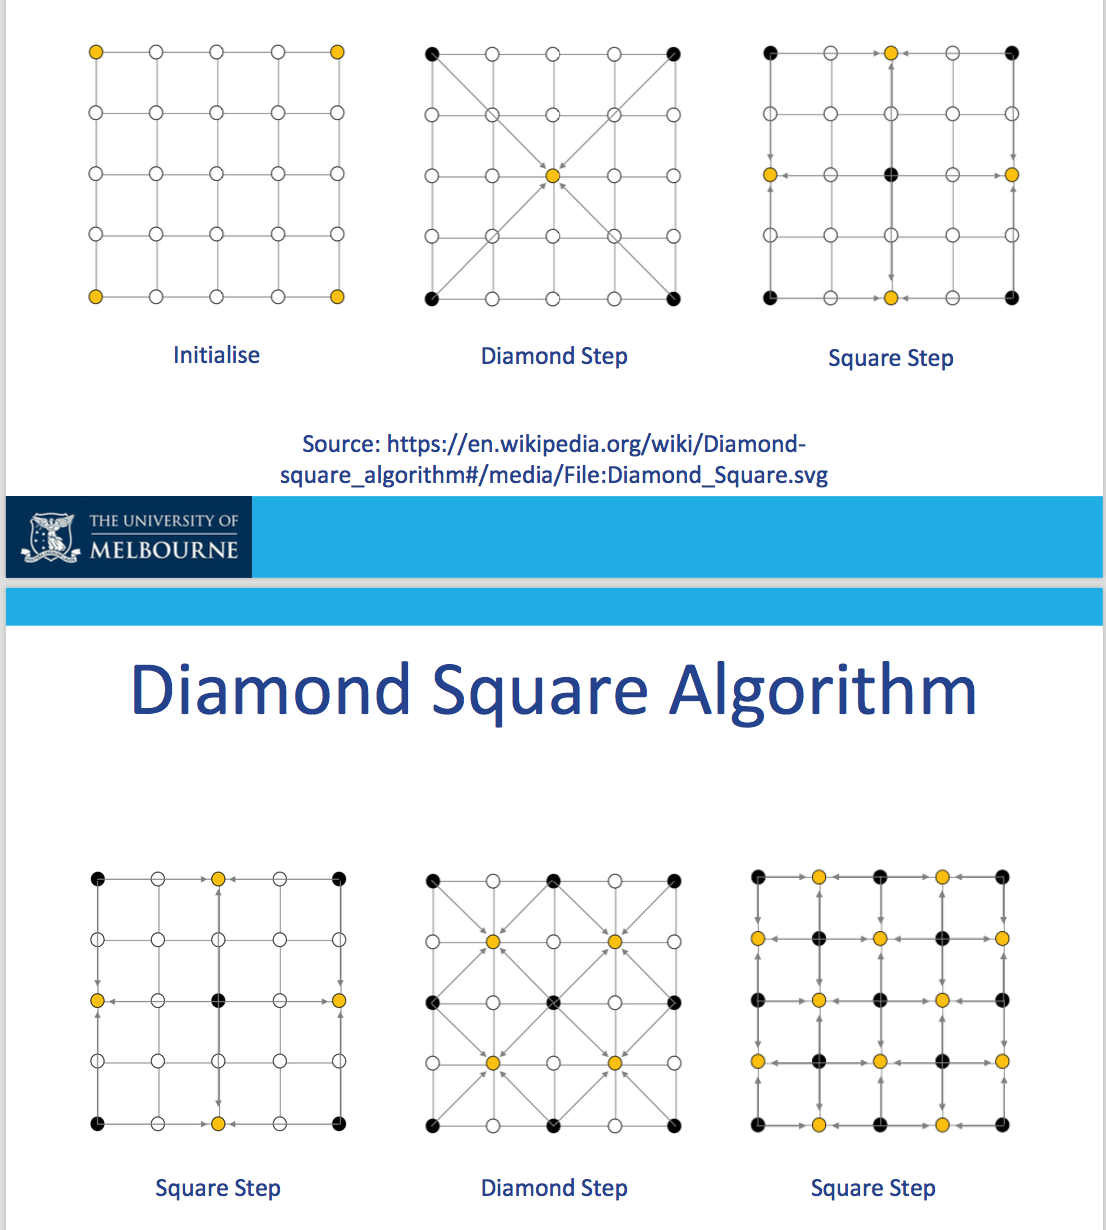 Initialise
Diamond Step
Square Step
Source: https://en.wikipedia.org/wiki/Diamond-
square_algorithm#/media/File:Diamond_Square.svg
THE UNIVERSITY OF
MELBOURNE
Diamond Square Algorithm
Square Step
Diamond Step
Square Step